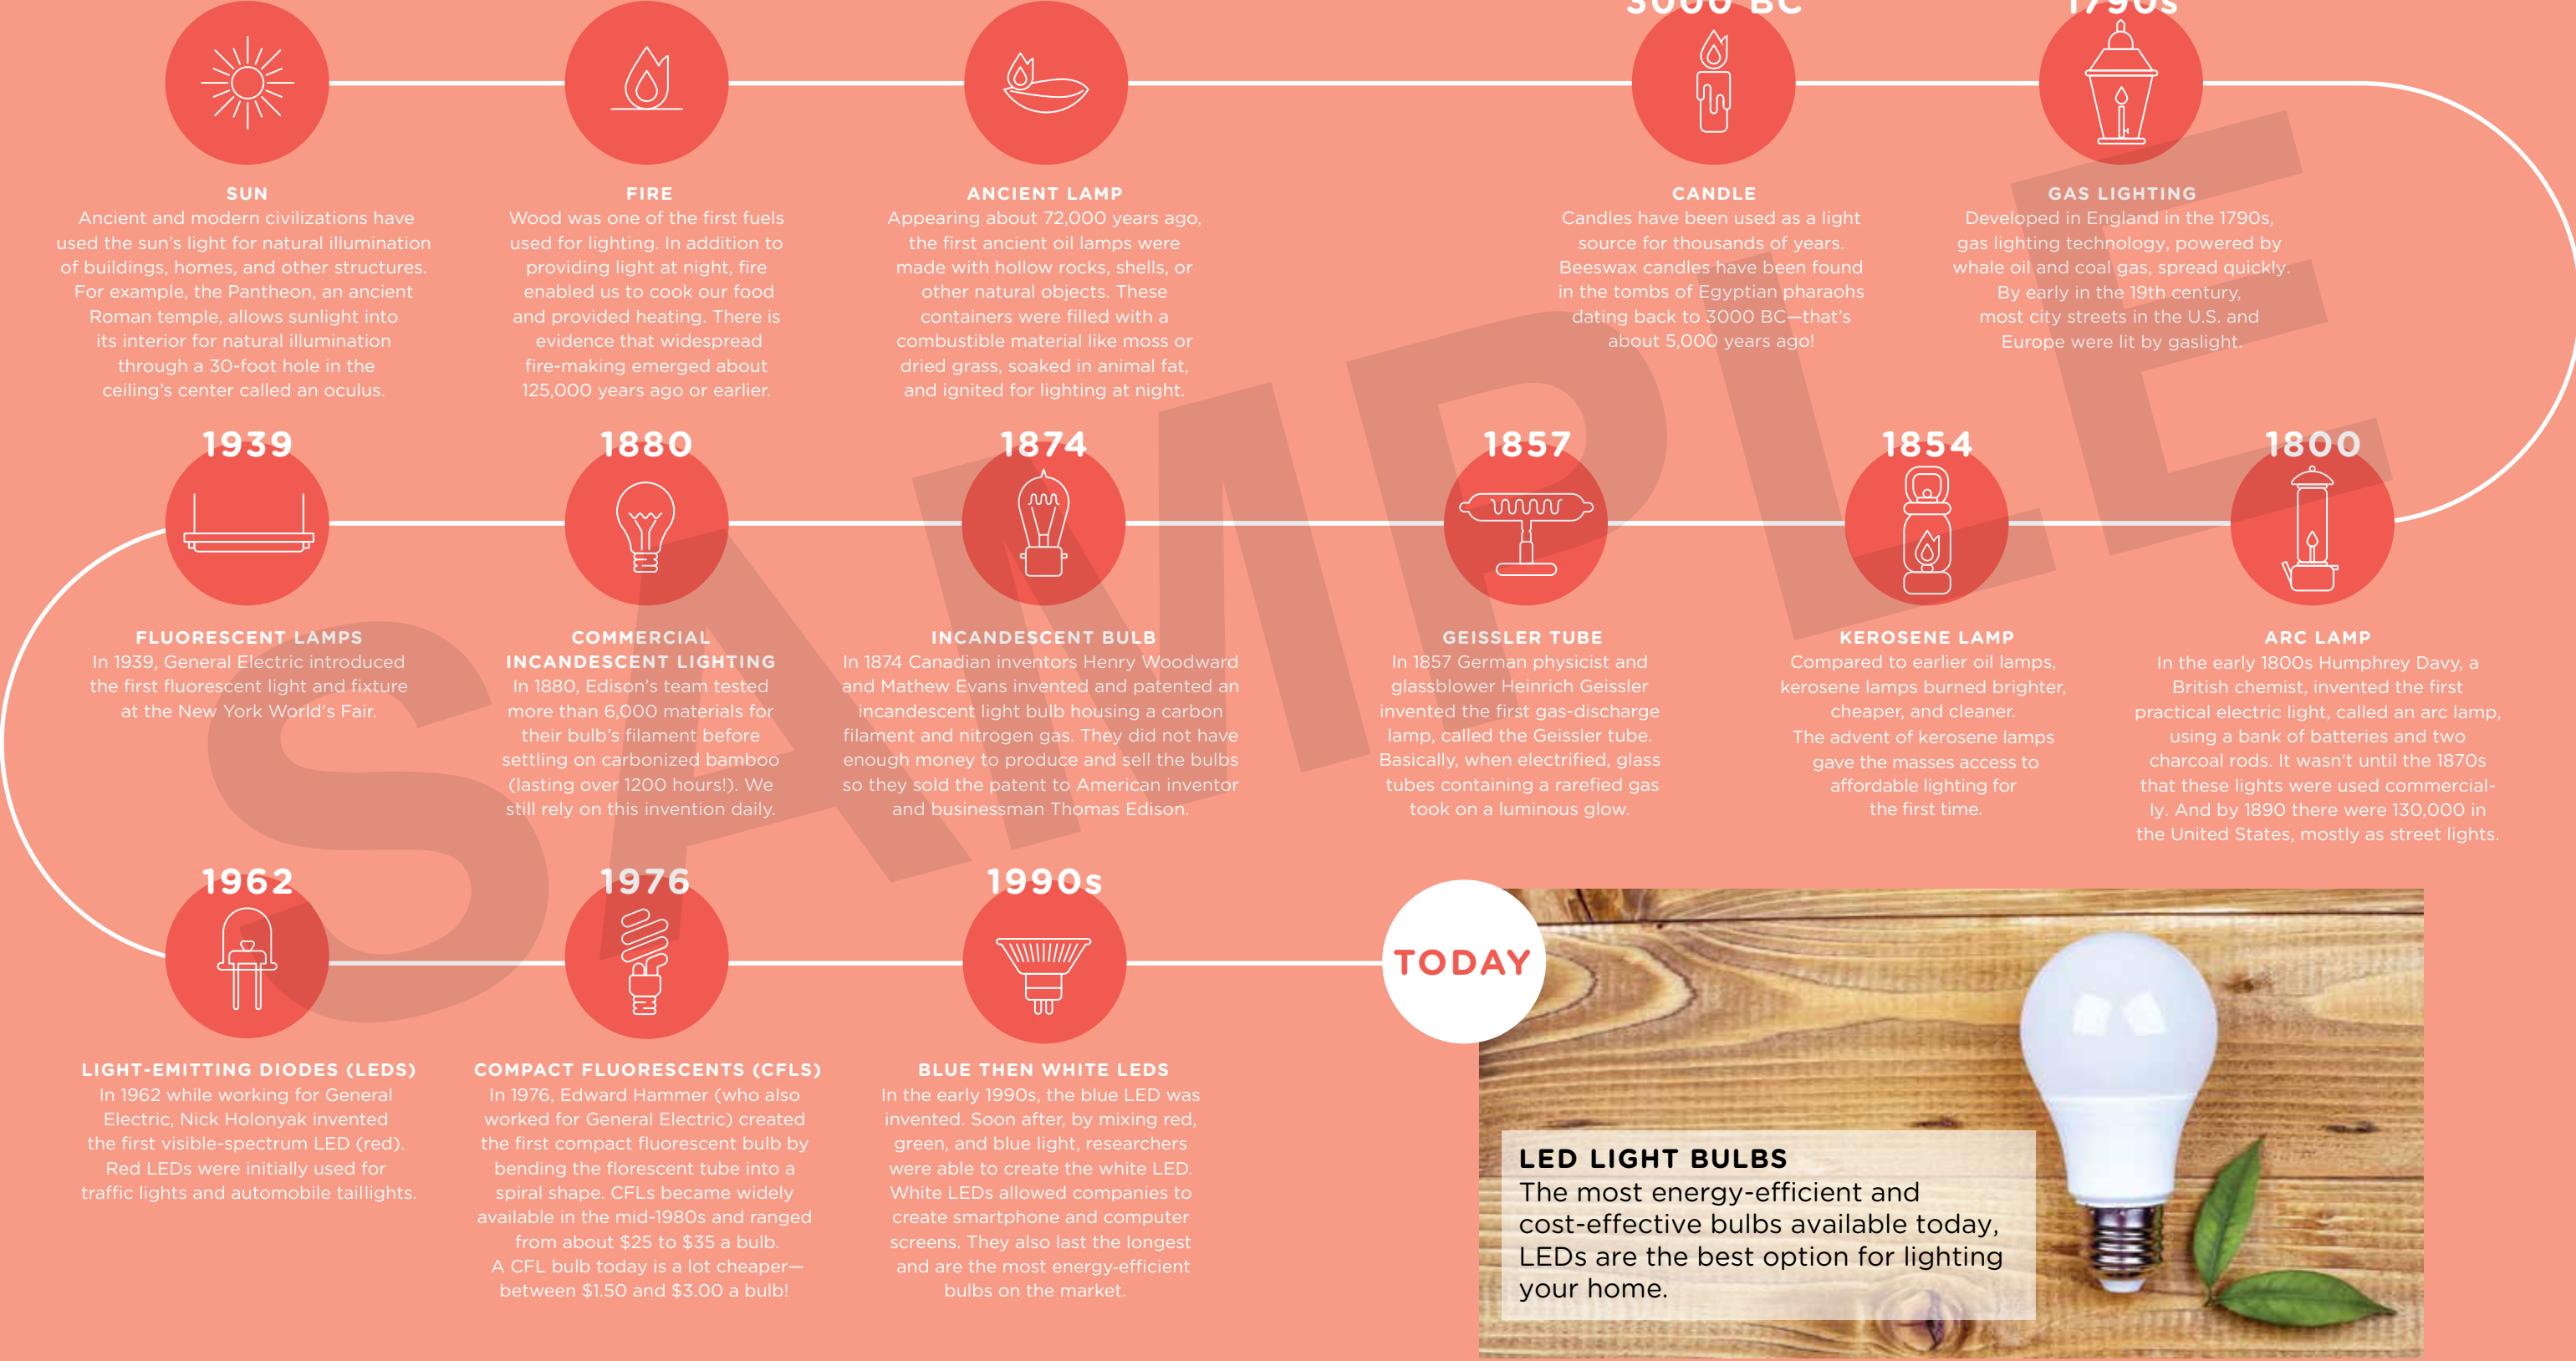 SUN
Ancient and modern civilizations have
used the sun's light for natural illumination
of buildings, homes, and other structures.
For example, the Pantheon, an ancient
Roman temple, allows sunlight into
its interior for natural illumination
through a 30-foot hole in the
ceiling's center called an oculus.
FIRE
Wood was one of the first fuels
used for lighting. In addition to
providing light at night, fire
enabled us to cook our food
and provided heating. There is
evidence that widespread
fire-making emerged about
125,000 years ago or earlier.
ANCIENT LAMP
Appearing about 72,000 years ago,
the first ancient oil lamps were
made with hollow rocks, shells, or
other natural objects. These
containers were filled with a
combustible material like moss or
dried grass, soaked in animal fat,
and ignited for lighting at night.
3000 BC
CANDLE
Candles have been used as a light
source for thousands of years.
Beeswax candles have been found
in the tombs of Egyptian pharaohs
dating back to 3000 BC—that's
about 5,000 years ago!
1790s
GAS LIGHTING
Developed in England in the 1790s,
gas lighting technology, powered by
whale oil and coal gas, spread quickly.
By early in the 19th century,
most city streets in the U.S. and
Europe were lit by gaslight.
1939
FLUORESCENT LAMPS
In 1939, General Electric introduced
the first fluorescent light and fixture
at the New York World's Fair.
1880
COMMERCIAL
INCANDESCENT LIGHTING
In 1880, Edison's team tested
more than 6,000 materials for
their bulb's filament before
settling on carbonized bamboo
(lasting over 1200 hours!). We
still rely on this invention daily.
1874
INCANDESCENT BULB
In 1874 Canadian inventors Henry Woodward
and Mathew Evans invented and patented an
incandescent light bulb housing a carbon
filament and nitrogen gas. They did not have
enough money to produce and sell the bulbs
so they sold the patent to American inventor
and businessman Thomas Edison.
1857
GEISSLER TUBE
In 1857 German physicist and
glassblower Heinrich Geissler
invented the first gas-discharge
lamp, called the Geissler tube.
Basically, when electrified, glass
tubes containing a rarefied gas
took on a luminous glow.
1854
KEROSENE LAMP
Compared to earlier oil lamps,
kerosene lamps burned brighter,
cheaper, and cleaner.
The advent of kerosene lamps
gave the masses access to
affordable lighting for
the first time.
1800
ARC LAMP
In the early 1800s Humphrey Davy, a
British chemist, invented the first
practical electric light, called an arc lamp,
using a bank of batteries and two
charcoal rods. It wasn't until the 1870s
that these lights were used commercial-
ly. And by 1890 there were 130,000 in
the United States, mostly as street lights.
1962
LIGHT-EMITTING DIODES (LEDS)
In 1962 while working for General
Electric, Nick Holonyak invented
the first visible-spectrum LED (red).
Red LEDs were initially used for
traffic lights and automobile taillights.
1976
COMPACT FLUORESCENTS (CFLS)
In 1976, Edward Hammer (who also
worked for General Electric) created
the first compact fluorescent bulb by
bending the florescent tube into a
spiral shape. CFLs became widely
available in the mid-1980s and ranged
from about $25 to $35 a bulb.
A CFL bulb today is a lot cheaper—
between $1.50 and $3.00 a bulb!
1990s
BLUE THEN WHITE LEDS
In the early 1990s, the blue LED was
invented. Soon after, by mixing red,
green, and blue light, researchers
were able to create the white LED.
White LEDs allowed companies to
create smartphone and computer
screens. They also last the longest
and are the most energy-efficient
bulbs on the market.
TODAY
LED LIGHT BULBS
The most energy-efficient and
cost-effective bulbs available today,
LEDs are the best option for lighting
your home.
SAMPLE